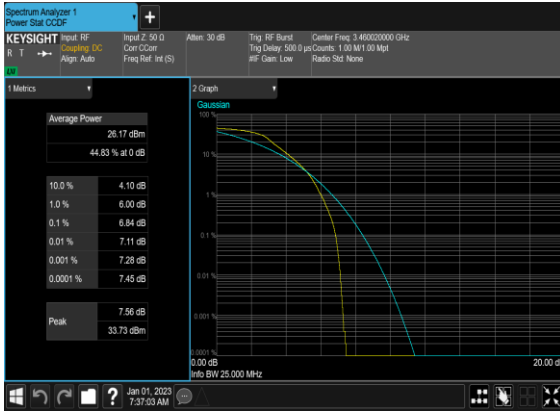 Spectrum Analyzer 1
Power Stat CCDF
KEYSIGHT
R T
LV
Input: RF
Coupling: DC
Align: Auto
Input Z: 50 Ω
Corr CCorr
Freq Ref: Int (S)
Atten: 30 dB
Trig: RF Burst
Trig Delay: 500.0 µs
#IF Gain: Low
Center Freq: 3.460020000 GHz
Counts: 1.00 M/1.00 Mpt
Radio Std: None
1 Metrics
Average Power
26.17 dBm
44.83 % at 0 dB
10.0 % 4.10 dB
1.0 % 6.00 dB
0.1 % 6.84 dB
0.01 % 7.11 dB
0.001 % 7.28 dB
0.0001 % 7.45 dB
Peak
7.56 dB
33.73 dBm
2 Graph
Gaussian
100 %
10 %
1 %
0.1 %
0.01 %
0.001 %
0.0001 %
0.00 dB
20.00 d
Info BW 25.000 MHz
?
Jan 01, 2023
7:37:03 AM